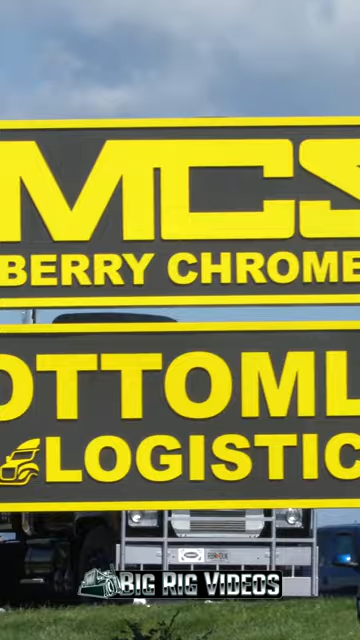 MCS
BERRY CHROME
OTTOML
LOGISTIC
BIG RIG VIDEOS